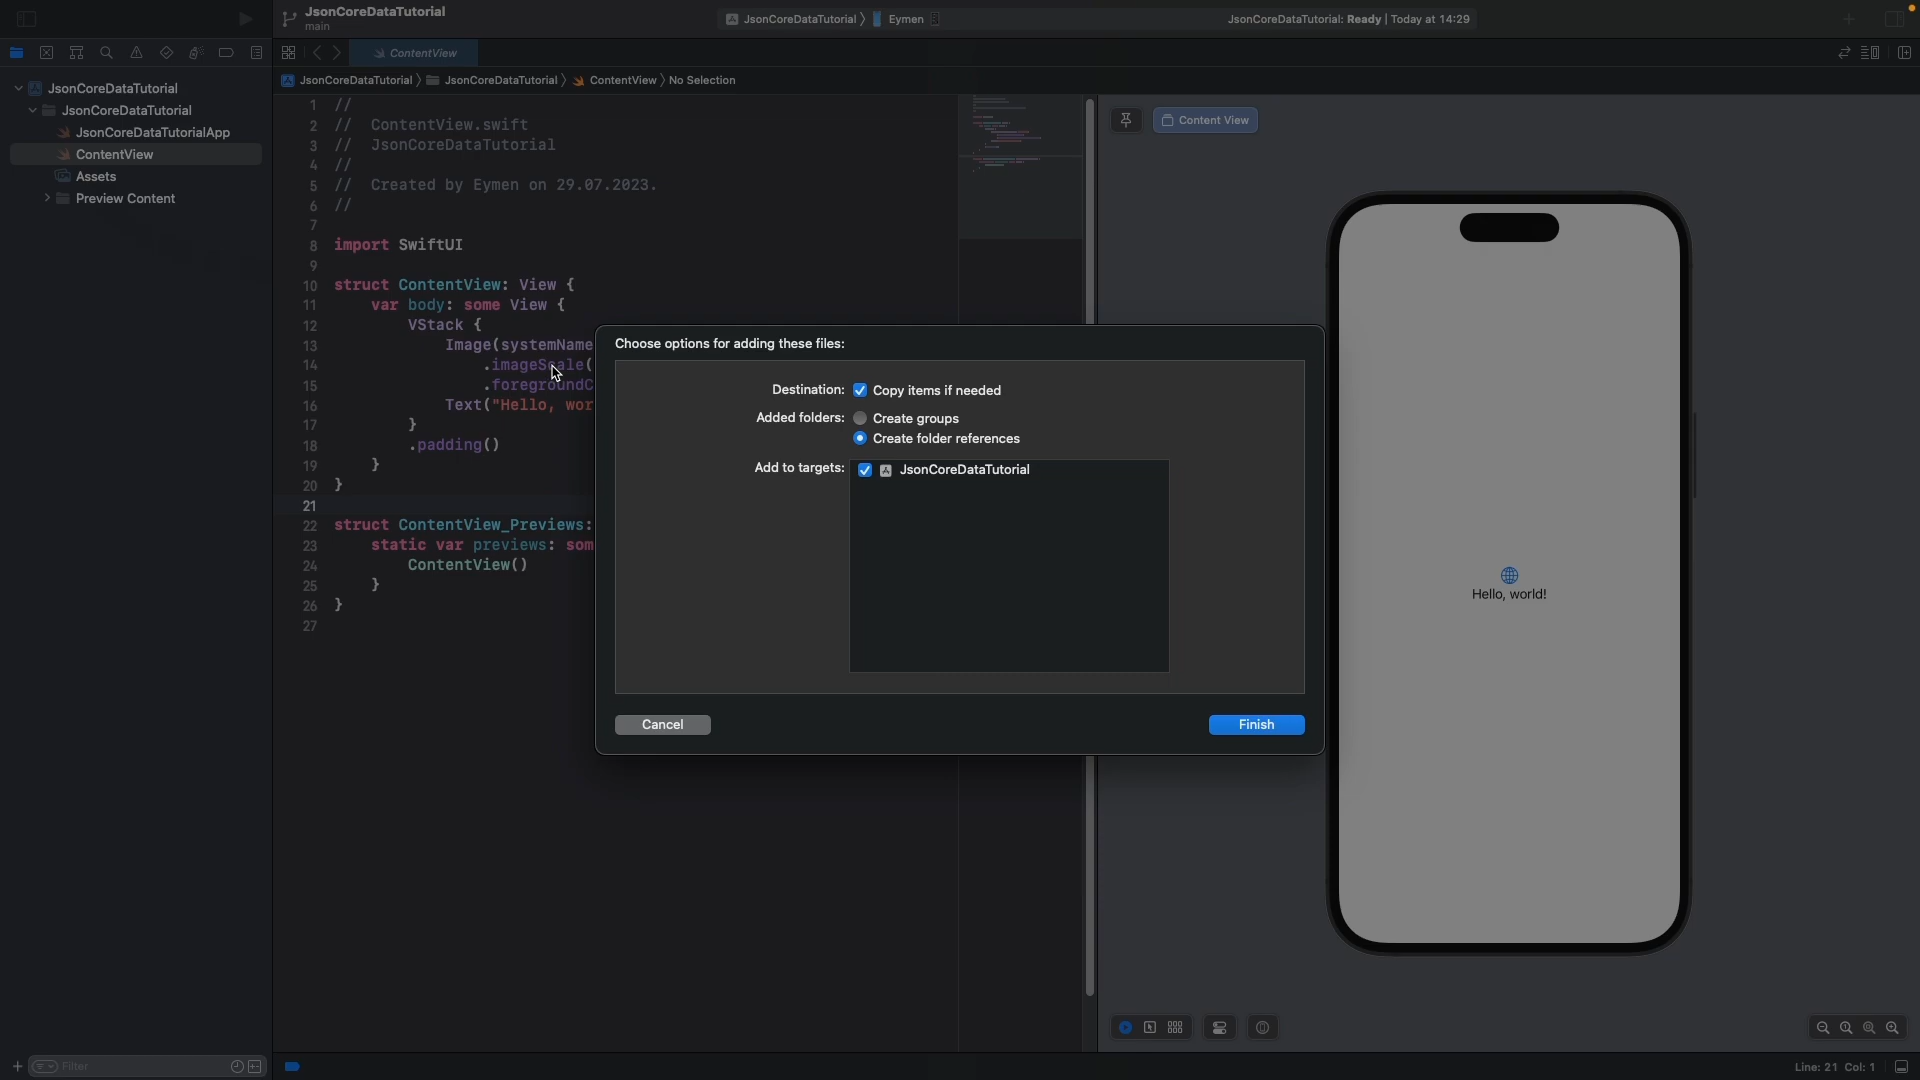 JsonCoreDataTutorial
main
JsonCoreDataTutorial
Eymen
JsonCoreDataTutorial: Ready | Today at 14:29
ContentView
JsonCoreDataTutorial
JsonCoreDataTutorial
ContentView
No Selection
JsonCoreDataTutorial
JsonCoreDataTutorial
JsonCoreDataTutorialApp
ContentView
Assets
Preview Content
1 //
2 // ContentView.swift
3 // JsonCoreDataTutorial
4 //
5 // Created by Eymen on 29.07.2023.
6 //
7
8 import SwiftUI
9
10 struct ContentView: View {
11 var body: some View {
12 VStack {
13 Image(systemName
14 .imageScale(
15 .foregroundC
16 Text("Hello, wor
17 }
18 .padding()
19 }
20 }
21
22 struct ContentView_Previews:
23 static var previews: som
24 ContentView()
25 }
26 }
27
Choose options for adding these files:
Destination: Copy items if needed
Added folders: Create groups
Create folder references
Add to targets: JsonCoreDataTutorial
Cancel
Finish
Content View
Hello, world!
Filter
Line: 21 Col: 1